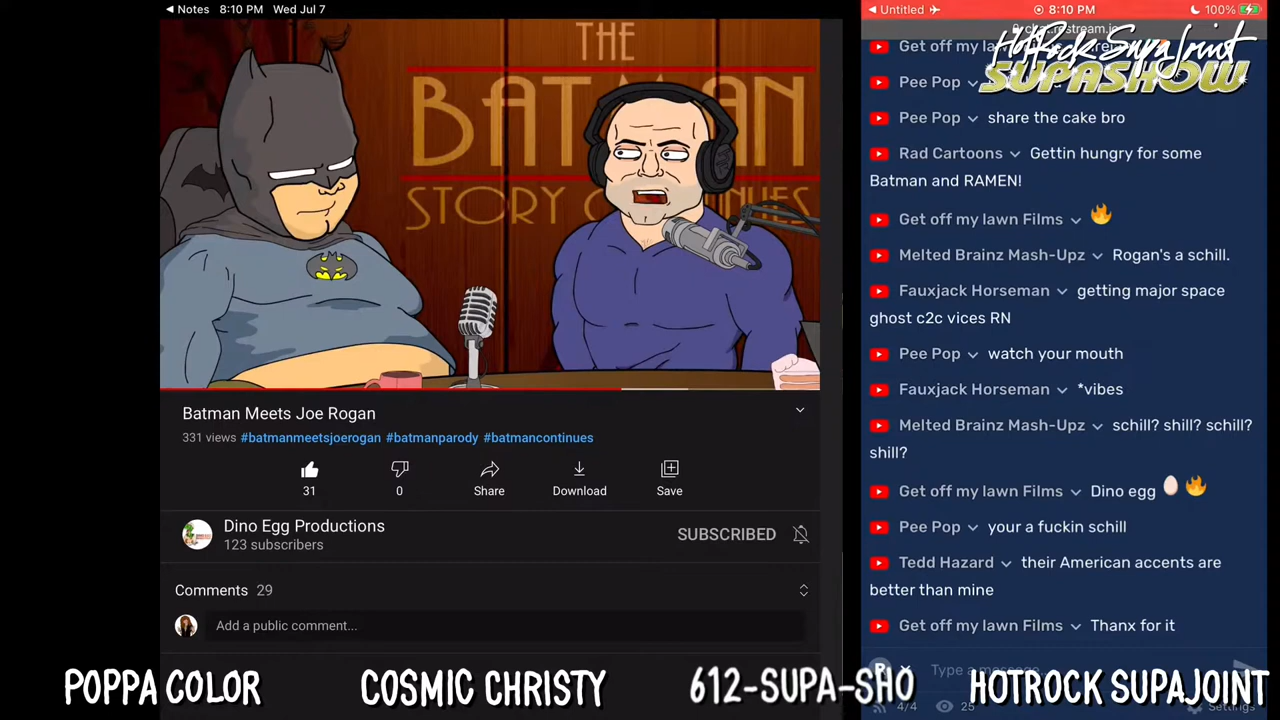 Notes 8:10 PM Wed Jul 7
THE
BATMAN
STORY CONTINUES
Batman Meets Joe Rogan
331 views #batmanmeetsjoerogan #batmanparody #batmancontinues
31 0 Share Download Save
Dino Egg Productions
123 subscribers
SUBSCRIBED
Comments 29
Add a public comment...
Untitled 8:10 PM 100%
HotRock SupaJoint
SUPASHOW
Get off my
Pee Pop
Pee Pop share the cake bro
Rad Cartoons Gettin hungry for some
Batman and RAMEN!
Get off my lawn Films 🔥
Melted Brainz Mash-Upz Rogan's a schill.
Fauxjack Horseman getting major space
ghost c2c vices RN
Pee Pop watch your mouth
Fauxjack Horseman *vibes
Melted Brainz Mash-Upz schill? shill? schill?
shill?
Get off my lawn Films Dino egg 🥚🔥
Pee Pop your a fuckin schill
Tedd Hazard their American accents are
better than mine
Get off my lawn Films Thanx for it
Type a message
4/4 25 Settings
POPPA COLOR COSMIC CHRISTY 612-SUPA-SHO HOTROCK SUPAJOINT